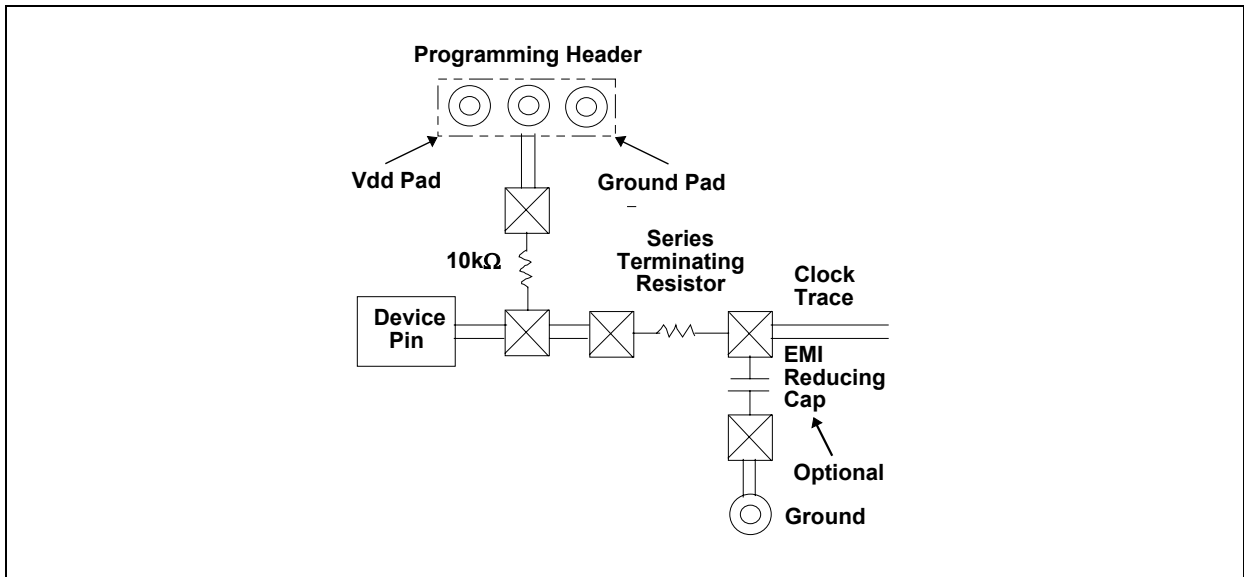 Programming Header
Vdd Pad
Ground Pad
10kΩ
Series
Terminating
Resistor
Clock
Trace
Device
Pin
EMI
Reducing
Cap
Optional
Ground